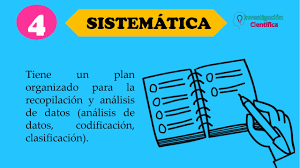 4
SISTEMÁTICA
Investigación
Científica
Tiene un plan
organizado para la
recopilación y análisis
de datos (análisis de
datos, codificación,
clasificación).